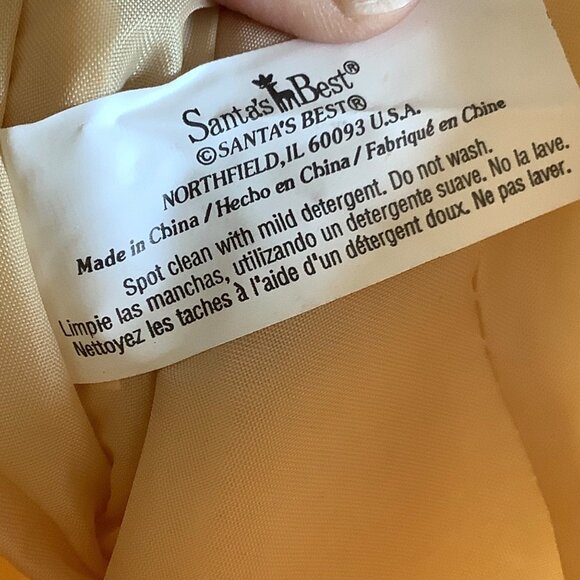 Santa's Best®
©SANTA'S BEST®
NORTHFIELD, IL 60093 U.S.A.
Made in China / Hecho en China / Fabriqué en Chine
Spot clean with mild detergent. Do not wash.
Limpie las manchas, utilizando un detergente suave. No la lave.
Nettoyez les taches à l'aide d'un détergent doux. Ne pas laver.